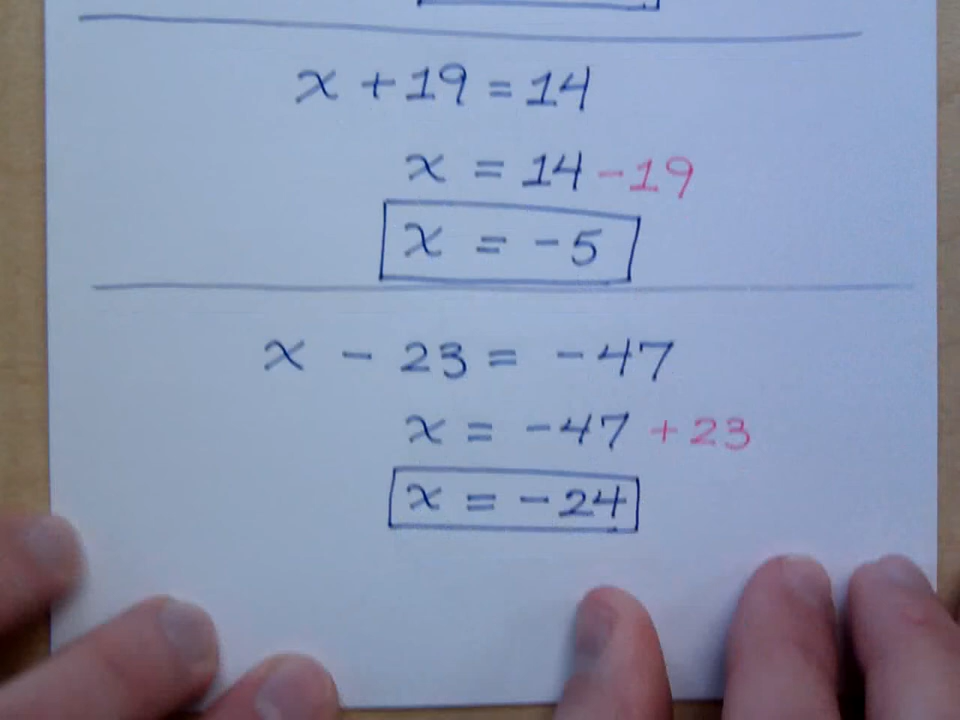 x + 19 = 14
x = 14 - 19
x = -5
x - 23 = -47
x = -47 + 23
x = -24